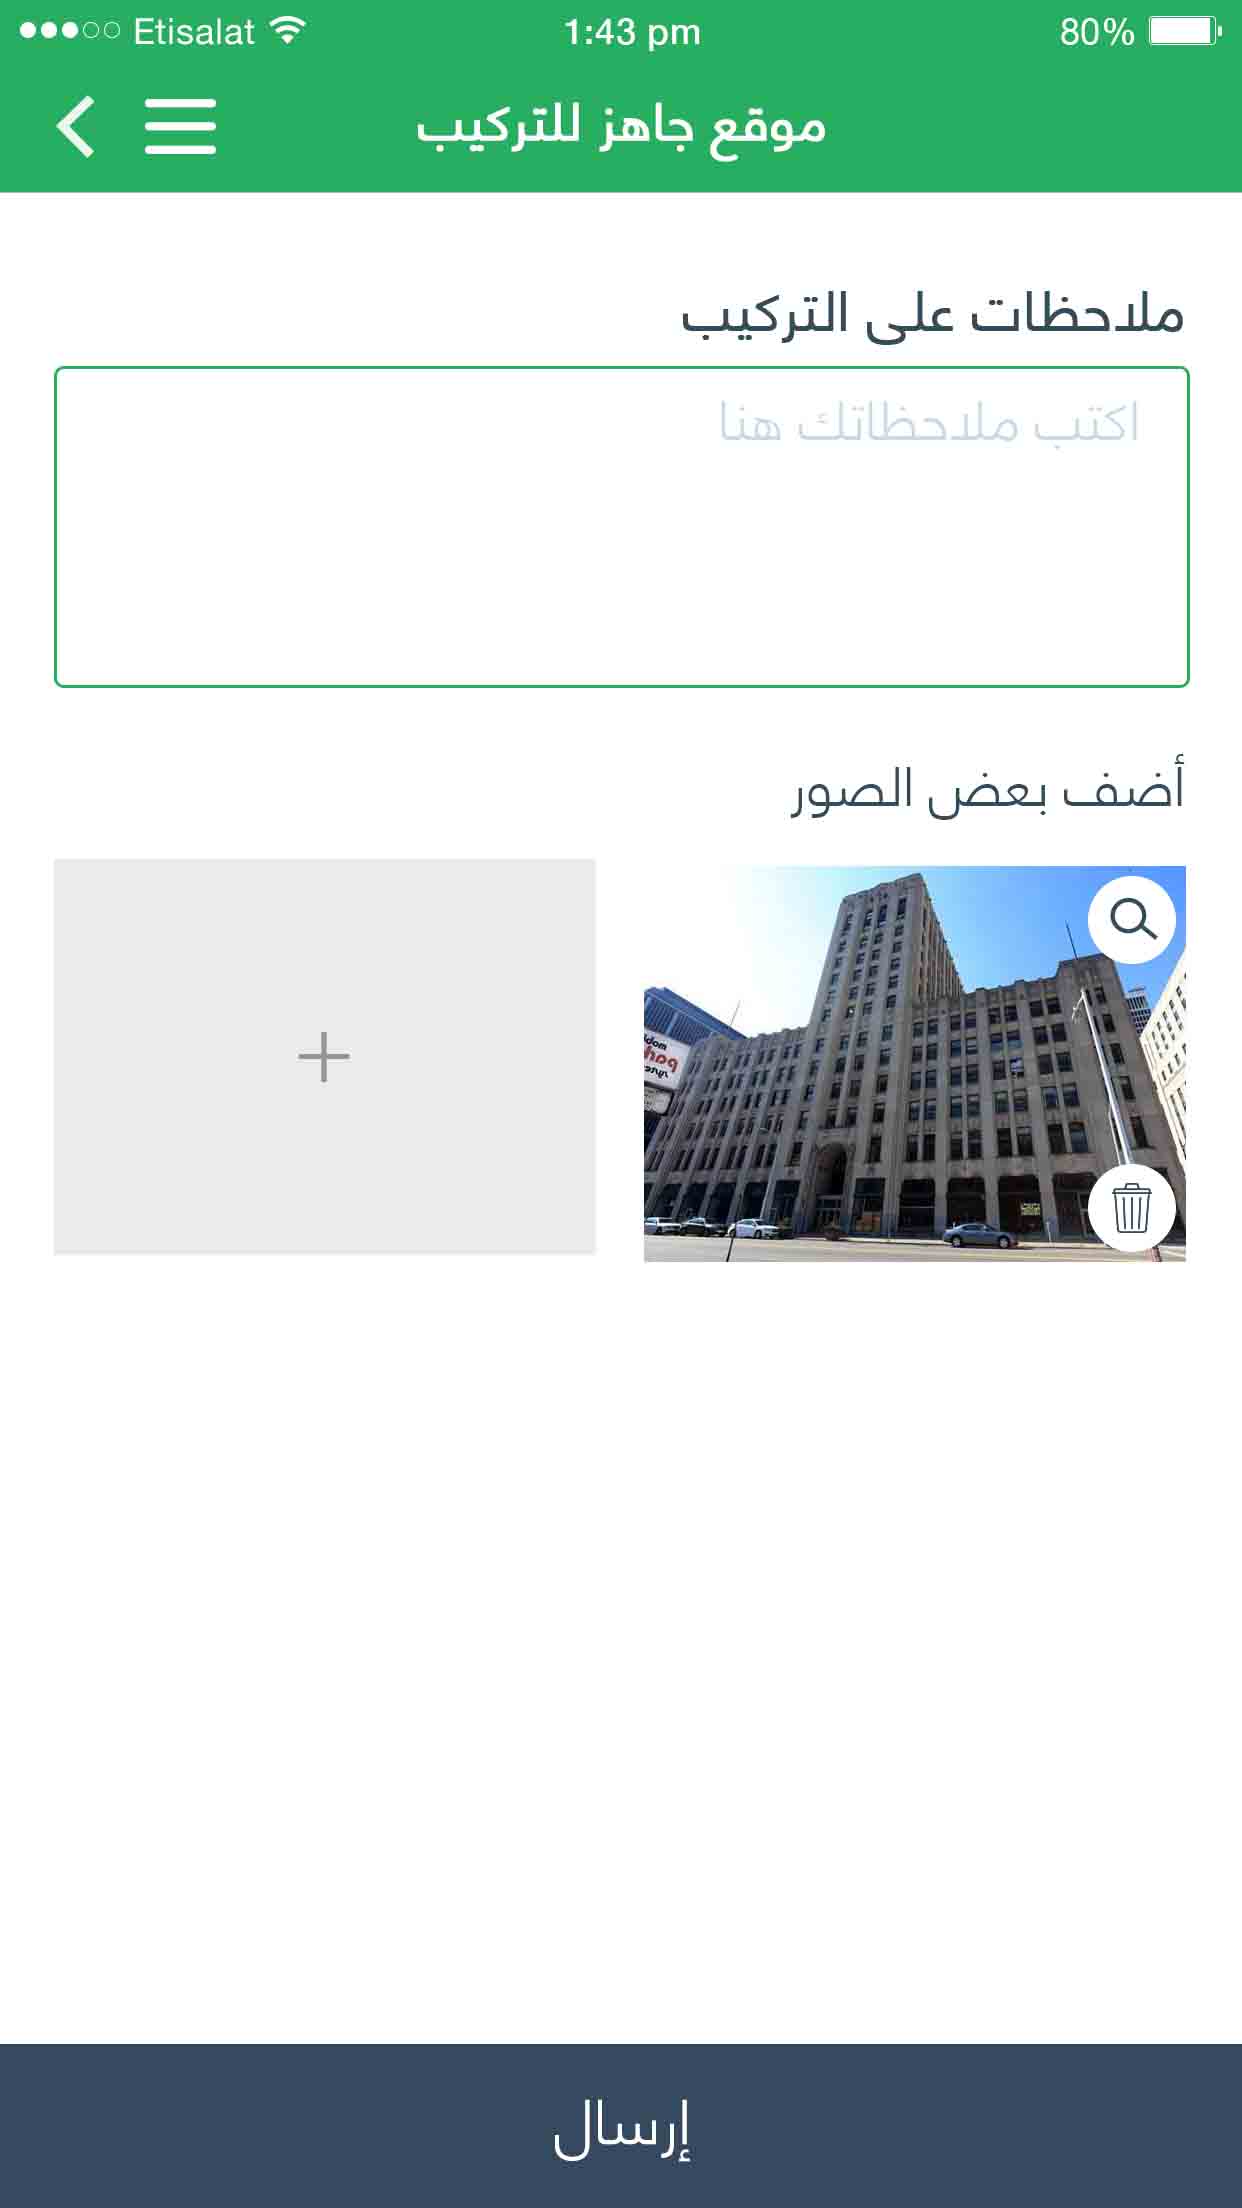 Etisalat 1:43 pm 80%
موقع جاهز للتركيب
ملاحظات على التركيب
اكتب ملاحظاتك هنا
أضف بعض الصور
إرسال